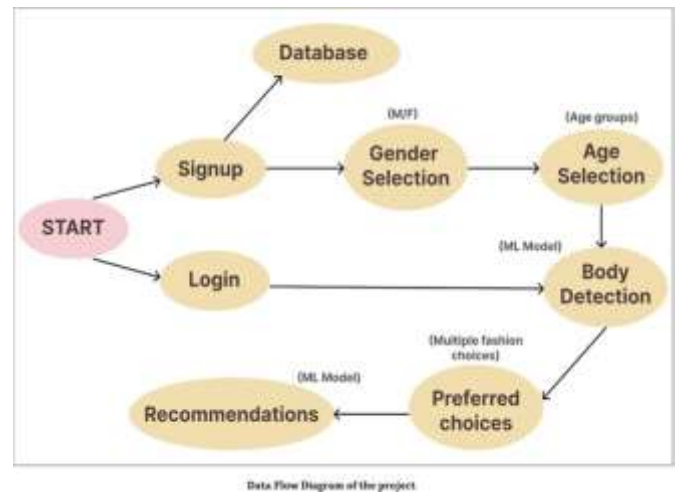 Database
(M/F)
(Age groups)
Signup
Gender
Selection
Age
Selection
START
(ML Model)
Login
Body
Detection
(Multiple fashion
choices)
(ML Model)
Recommendations
Preferred
choices
Data Flow Diagram of the project